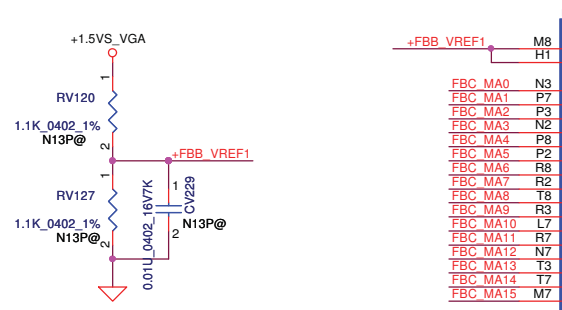 +1.5VS_VGA
1
RV120
1.1K_0402_1%
N13P@
2
+FBB_VREF1
1
RV127
1.1K_0402_1%
N13P@
2
0.01U_0402_16V7K
1
CV229
N13P@
2
+FBB_VREF1 M8
H1
FBC_MA0 N3
FBC_MA1 P7
FBC_MA2 P3
FBC_MA3 N2
FBC_MA4 P8
FBC_MA5 P2
FBC_MA6 R8
FBC_MA7 R2
FBC_MA8 T8
FBC_MA9 R3
FBC_MA10 L7
FBC_MA11 R7
FBC_MA12 N7
FBC_MA13 T3
FBC_MA14 T7
FBC_MA15 M7